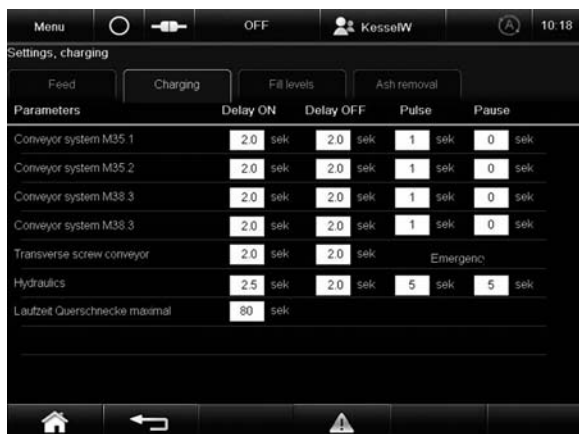 Menu OFF KesselW A 10:18
Settings, charging
Feed Charging Fill levels Ash removal
Parameters Delay ON Delay OFF Pulse Pause
Conveyor system M35.1 2.0 sek 2.0 sek 1 sek 0 sek
Conveyor system M35.2 2.0 sek 2.0 sek 1 sek 0 sek
Conveyor system M38.3 2.0 sek 2.0 sek 1 sek 0 sek
Conveyor system M38.3 2.0 sek 2.0 sek 1 sek 0 sek
Transverse screw conveyor 2.0 sek 2.0 sek Emergenc
Hydraulics 2.5 sek 2.0 sek 5 sek 5 sek
Laufzeit Querschnecke maximal 80 sek